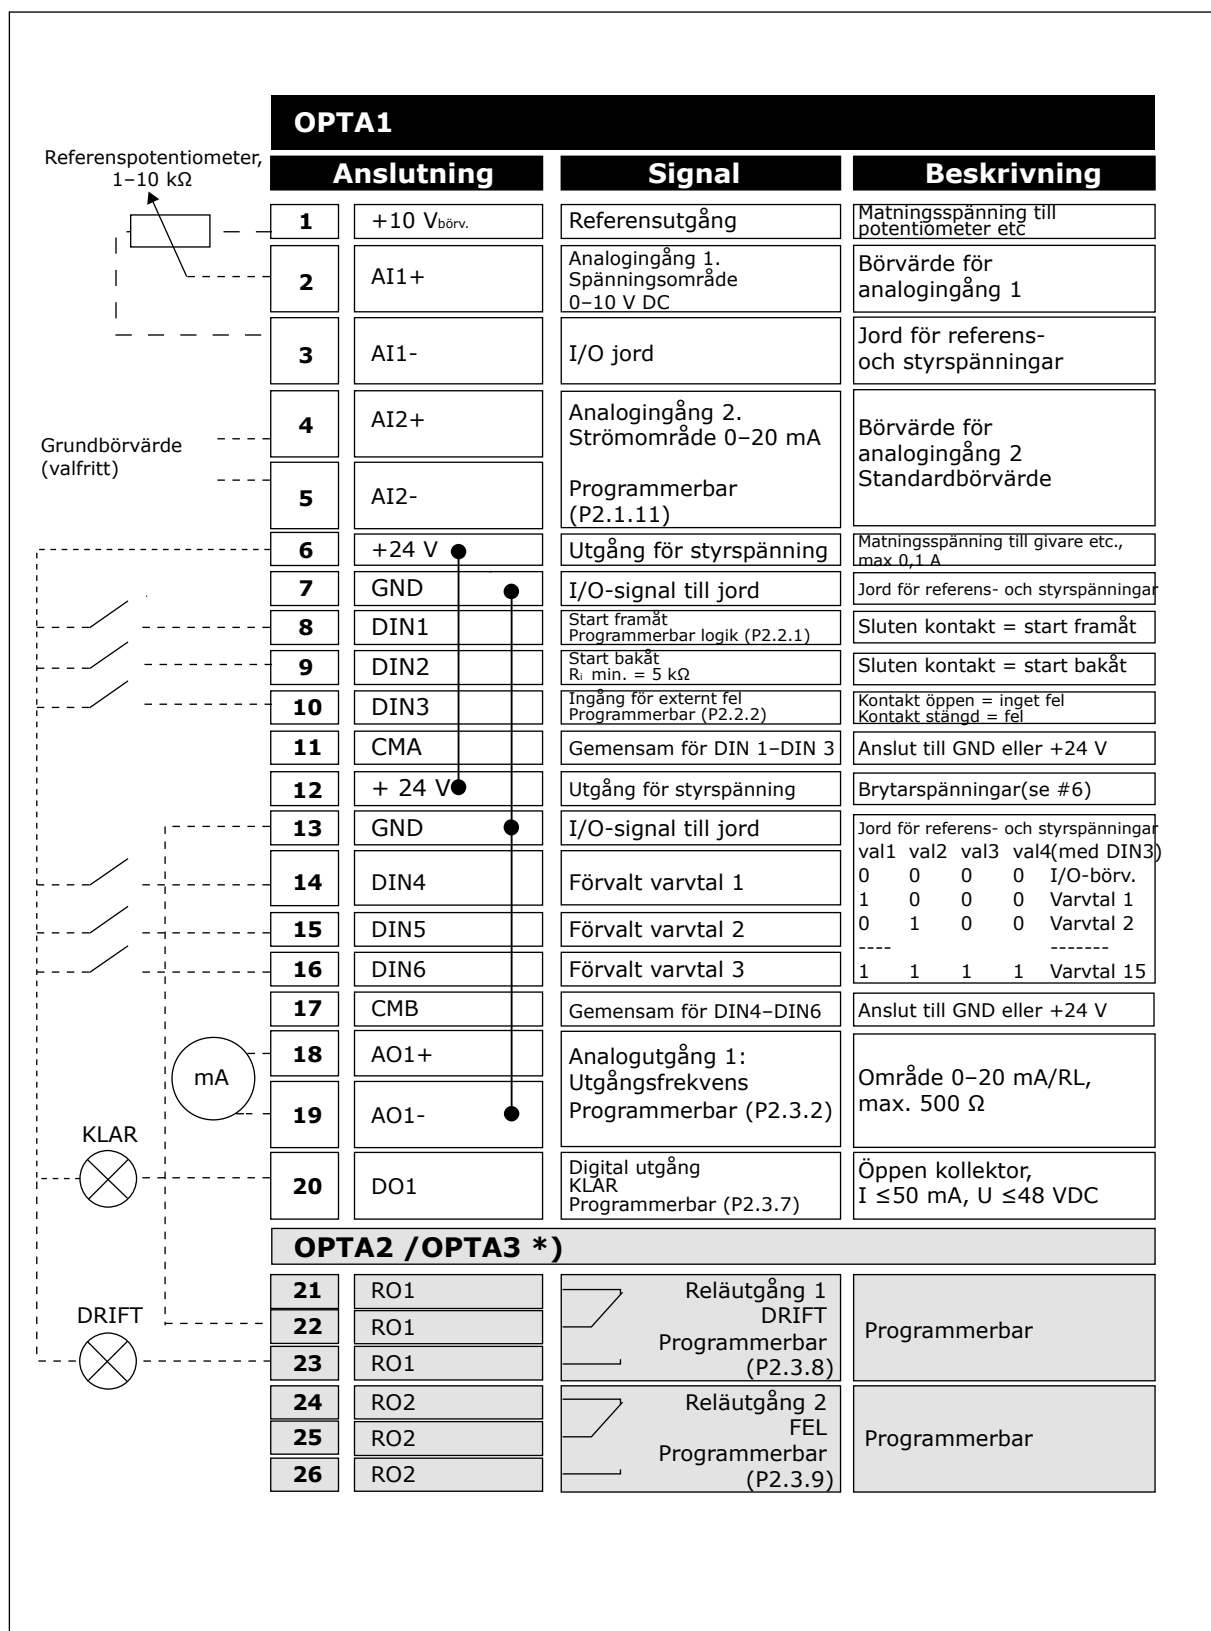 OPTA1
Referenspotentiometer,
1–10 kΩ
Anslutning Signal Beskrivning
1 +10 Vbörv. Referensutgång Matningsspänning till
potentiometer etc
2 AI1+ Analogingång 1.
Spänningsområde
0–10 V DC
Börvärde för
analogingång 1
3 AI1- I/O jord Jord för referens-
och styrspänningar
Grundbörvärde
(valfritt)
4 AI2+
5 AI2-
Analogingång 2.
Strömområde 0–20 mA
Programmerbar
(P2.1.11)
Börvärde för
analogingång 2
Standardbörvärde
6 +24 V Utgång för styrspänning Matningsspänning till givare etc.,
max 0,1 A
7 GND I/O-signal till jord Jord för referens- och styrspänningar
8 DIN1 Start framåt
Programmerbar logik (P2.2.1)
Sluten kontakt = start framåt
9 DIN2 Start bakåt
Ri min. = 5 kΩ
Sluten kontakt = start bakåt
10 DIN3 Ingång för externt fel
Programmerbar (P2.2.2)
Kontakt öppen = inget fel
Kontakt stängd = fel
11 CMA Gemensam för DIN 1–DIN 3 Anslut till GND eller +24 V
12 + 24 V Utgång för styrspänning Brytarspänningar(se #6)
13 GND I/O-signal till jord Jord för referens- och styrspänningar
val1 val2 val3 val4(med DIN3)
0 0 0 0 I/O-börv.
1 0 0 0 Varvtal 1
0 1 0 0 Varvtal 2
---- -------
1 1 1 1 Varvtal 15
14 DIN4 Förvalt varvtal 1
15 DIN5 Förvalt varvtal 2
16 DIN6 Förvalt varvtal 3
17 CMB Gemensam för DIN4–DIN6 Anslut till GND eller +24 V
mA
18 AO1+
19 AO1-
Analogutgång 1:
Utgångsfrekvens
Programmerbar (P2.3.2)
Område 0–20 mA/RL,
max. 500 Ω
KLAR
20 DO1 Digital utgång
KLAR
Programmerbar (P2.3.7)
Öppen kollektor,
I ≤50 mA, U ≤48 VDC
OPTA2 /OPTA3 *)
DRIFT
21 RO1
22 RO1
23 RO1
Reläutgång 1
DRIFT
Programmerbar
(P2.3.8)
Programmerbar
24 RO2
25 RO2
26 RO2
Reläutgång 2
FEL
Programmerbar
(P2.3.9)
Programmerbar